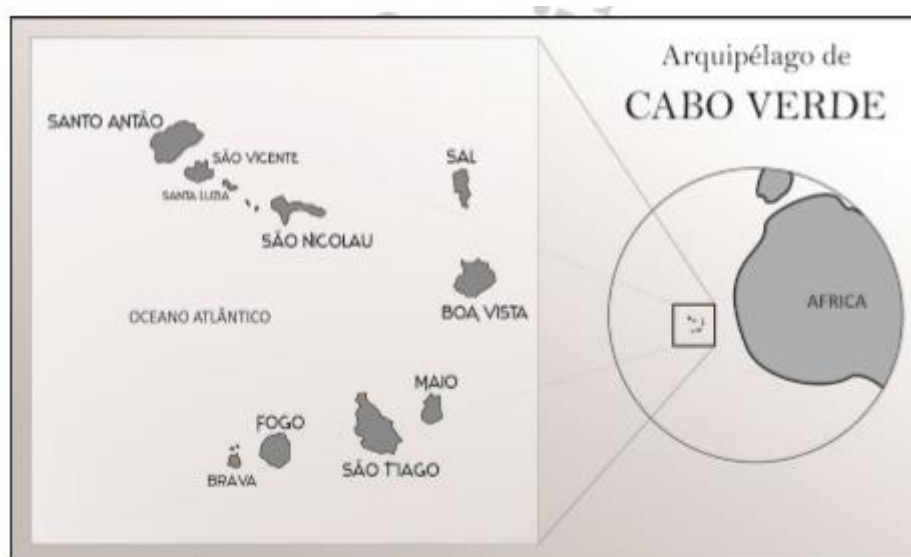 Arquipélago de
CABO VERDE
SANTO ANTÃO
SÃO VICENTE
SANTA LUZIA
SAL
SÃO NICOLAU
BOA VISTA
OCEANO ATLÂNTICO
AFRICA
MAIO
FOGO
SÃO TIAGO
BRAVA